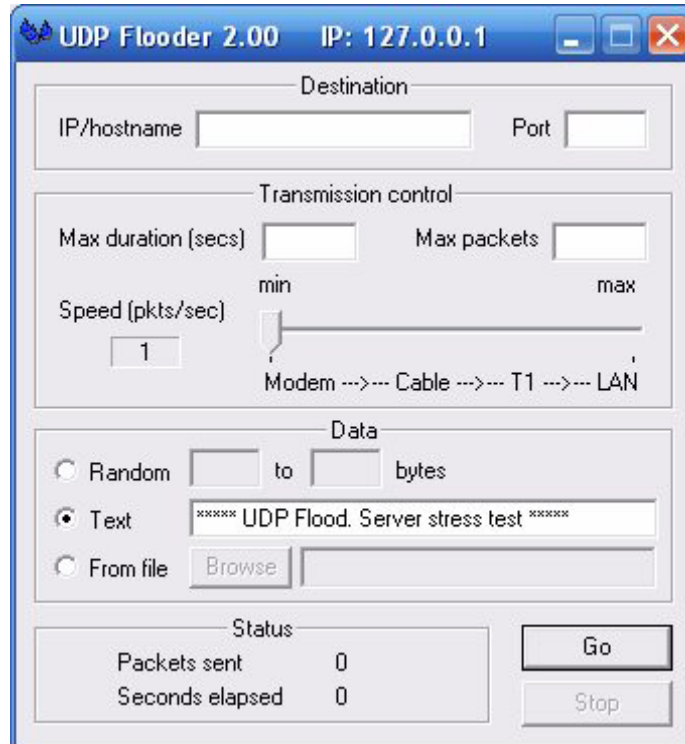 UDP Flooder 2.00 IP: 127.0.0.1
Destination
IP/hostname Port
Transmission control
Max duration (secs) Max packets
min max
Speed (pkts/sec)
1
Modem --->--- Cable --->--- T1 --->--- LAN
Data
Random to bytes
Text ***** UDP Flood. Server stress test *****
From file Browse
Status
Packets sent 0
Seconds elapsed 0
Go
Stop